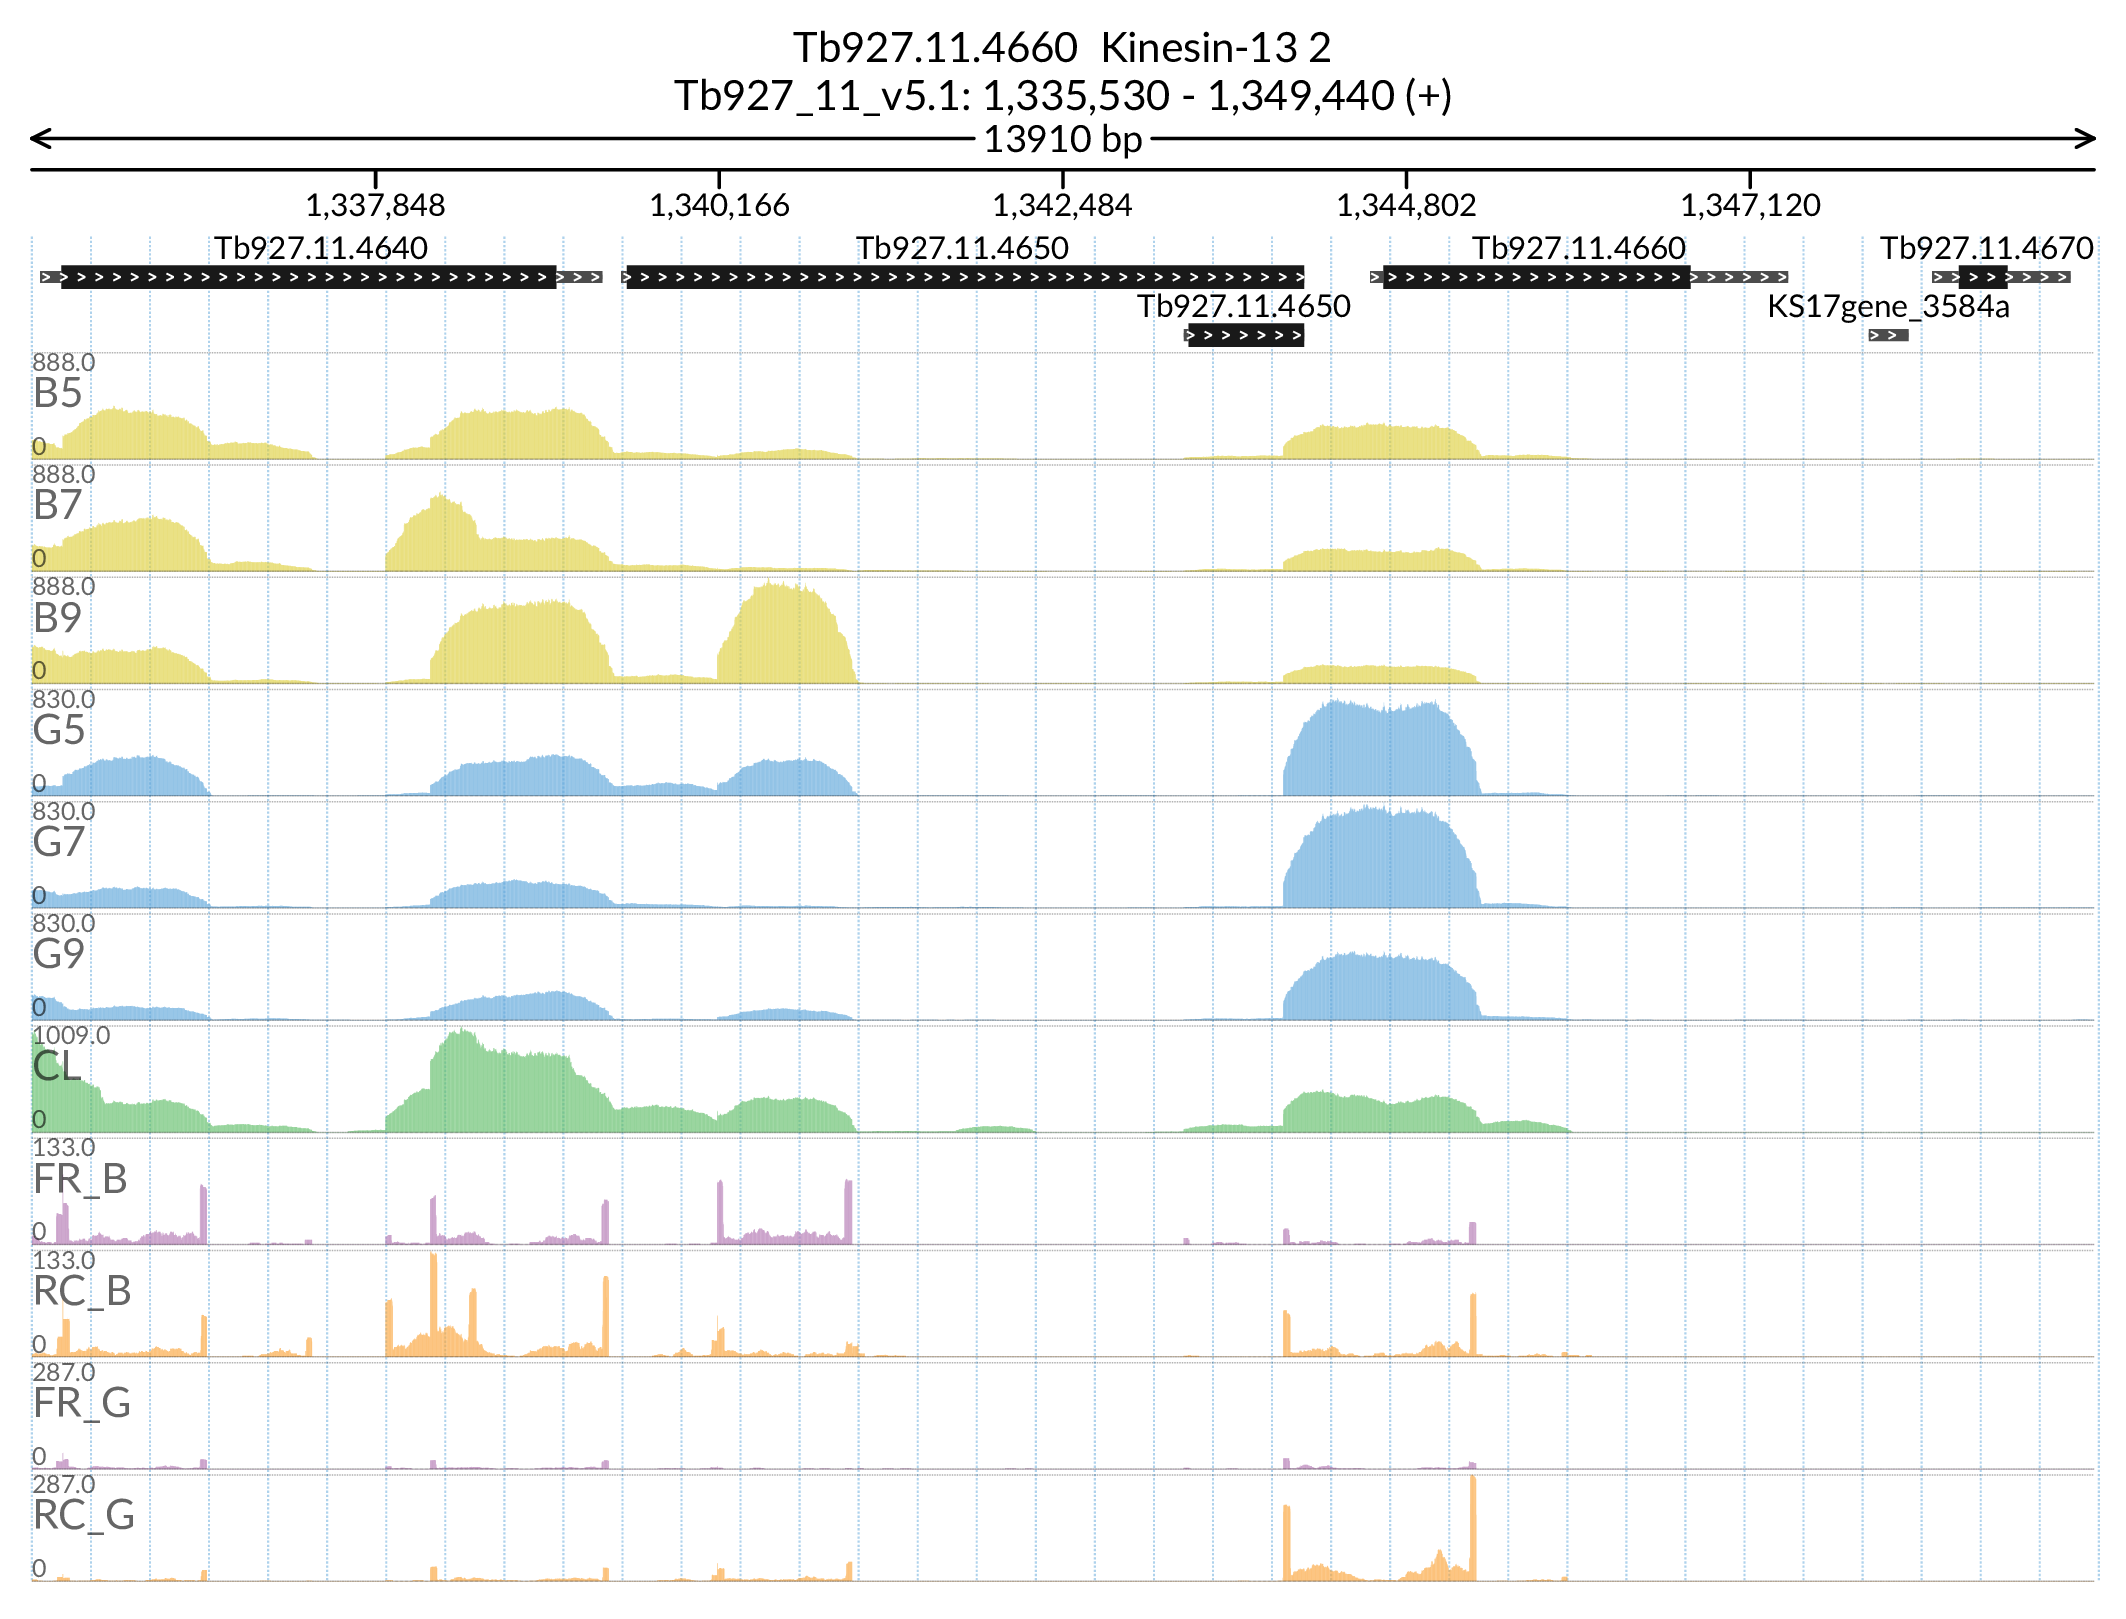 Tb927.11.4660  Kinesin-13 2
Tb927_11_v5.1: 1,335,530 - 1,349,440 (+)
13910 bp
1,337,848 1,340,166 1,342,484 1,344,802 1,347,120
Tb927.11.4640 Tb927.11.4650 Tb927.11.4660 Tb927.11.4670
Tb927.11.4650 KS17gene_3584a
888.0
B5
0
888.0
B7
0
888.0
B9
0
830.0
G5
0
830.0
G7
0
830.0
G9
0
1009.0
CL
0
133.0
FR_B
0
133.0
RC_B
0
287.0
FR_G
0
287.0
RC_G
0